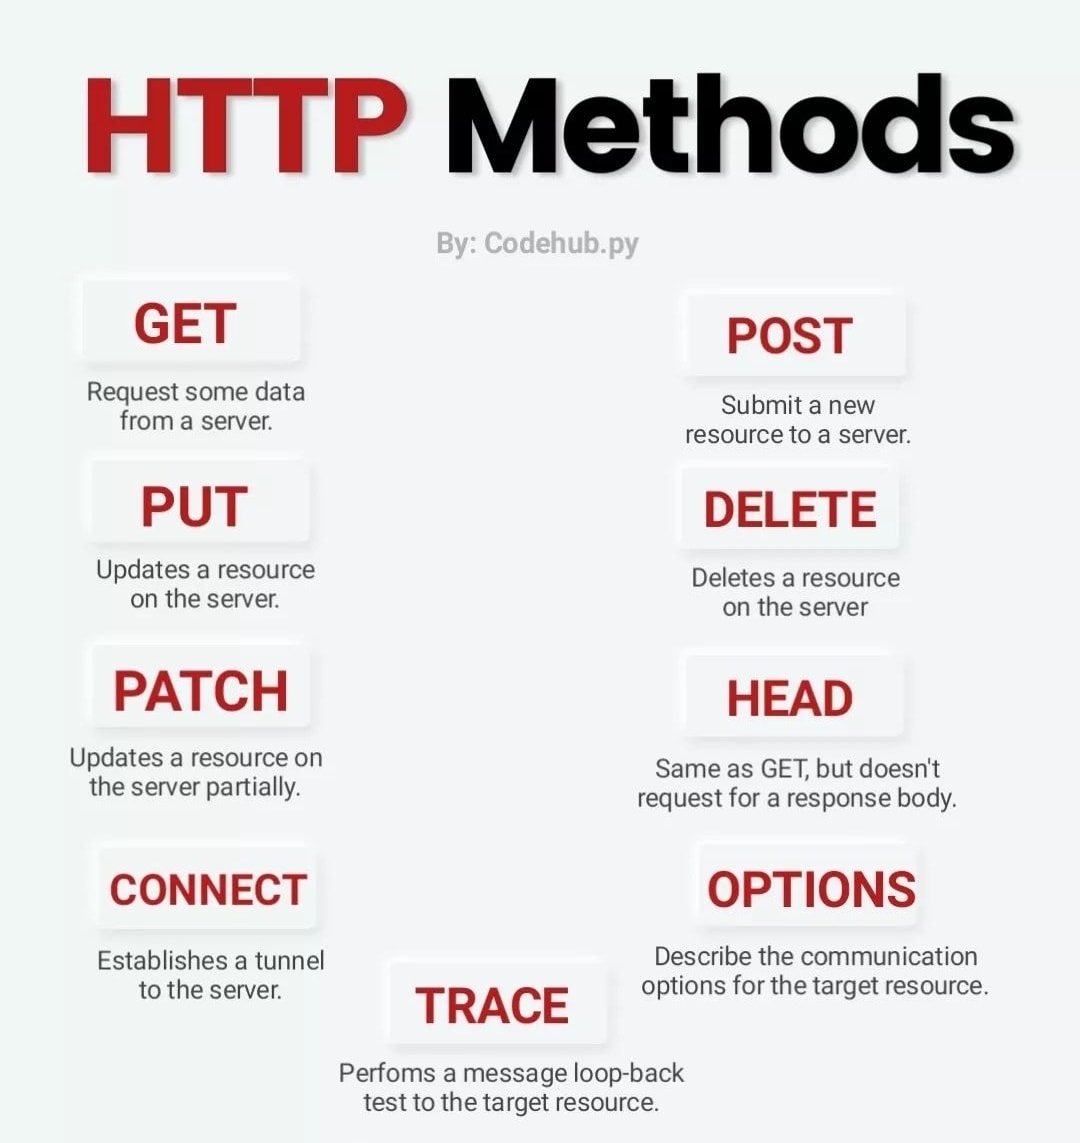 HTTP Methods
By: Codehub.py
GET
Request some data
from a server.
POST
Submit a new
resource to a server.
PUT
Updates a resource
on the server.
DELETE
Deletes a resource
on the server
PATCH
Updates a resource on
the server partially.
HEAD
Same as GET, but doesn't
request for a response body.
CONNECT
Establishes a tunnel
to the server.
OPTIONS
Describe the communication
options for the target resource.
TRACE
Perfoms a message loop-back
test to the target resource.